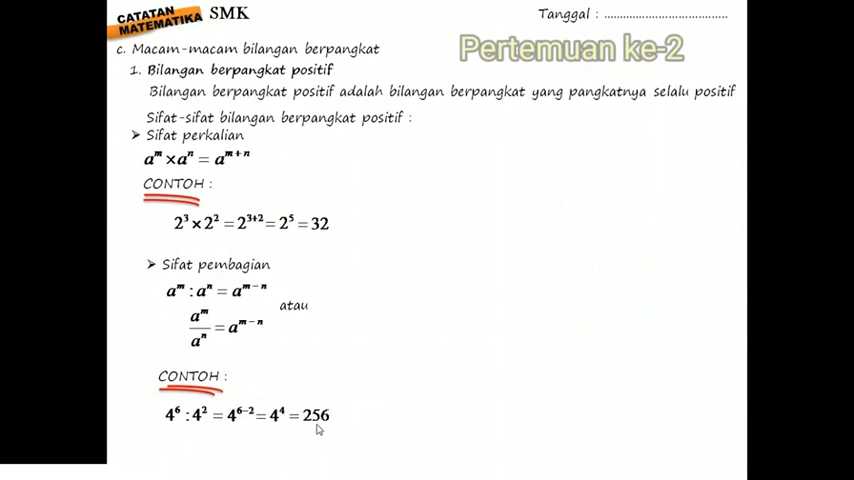 CATATAN MATEMATIKA SMK
Tanggal : ......................................
c. Macam-macam bilangan berpangkat
Pertemuan ke-2
1. Bilangan berpangkat positif
Bilangan berpangkat positif adalah bilangan berpangkat yang pangkatnya selalu positif
Sifat-sifat bilangan berpangkat positif :
➤ Sifat perkalian
a^m × a^n = a^{m+n}
CONTOH :
2^3 × 2^2 = 2^{3+2} = 2^5 = 32
➤ Sifat pembagian
a^m : a^n = a^{m-n}
atau
a^m / a^n = a^{m-n}
CONTOH :
4^6 : 4^2 = 4^{6-2} = 4^4 = 256